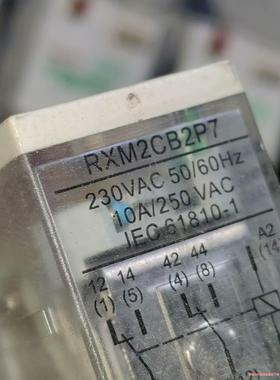 RXM2CB2P7
230VAC 50/60Hz
10A/250 VAC
IEC 61810-1
12 14 42 44 A2
(1) (5) (4) (8) (14